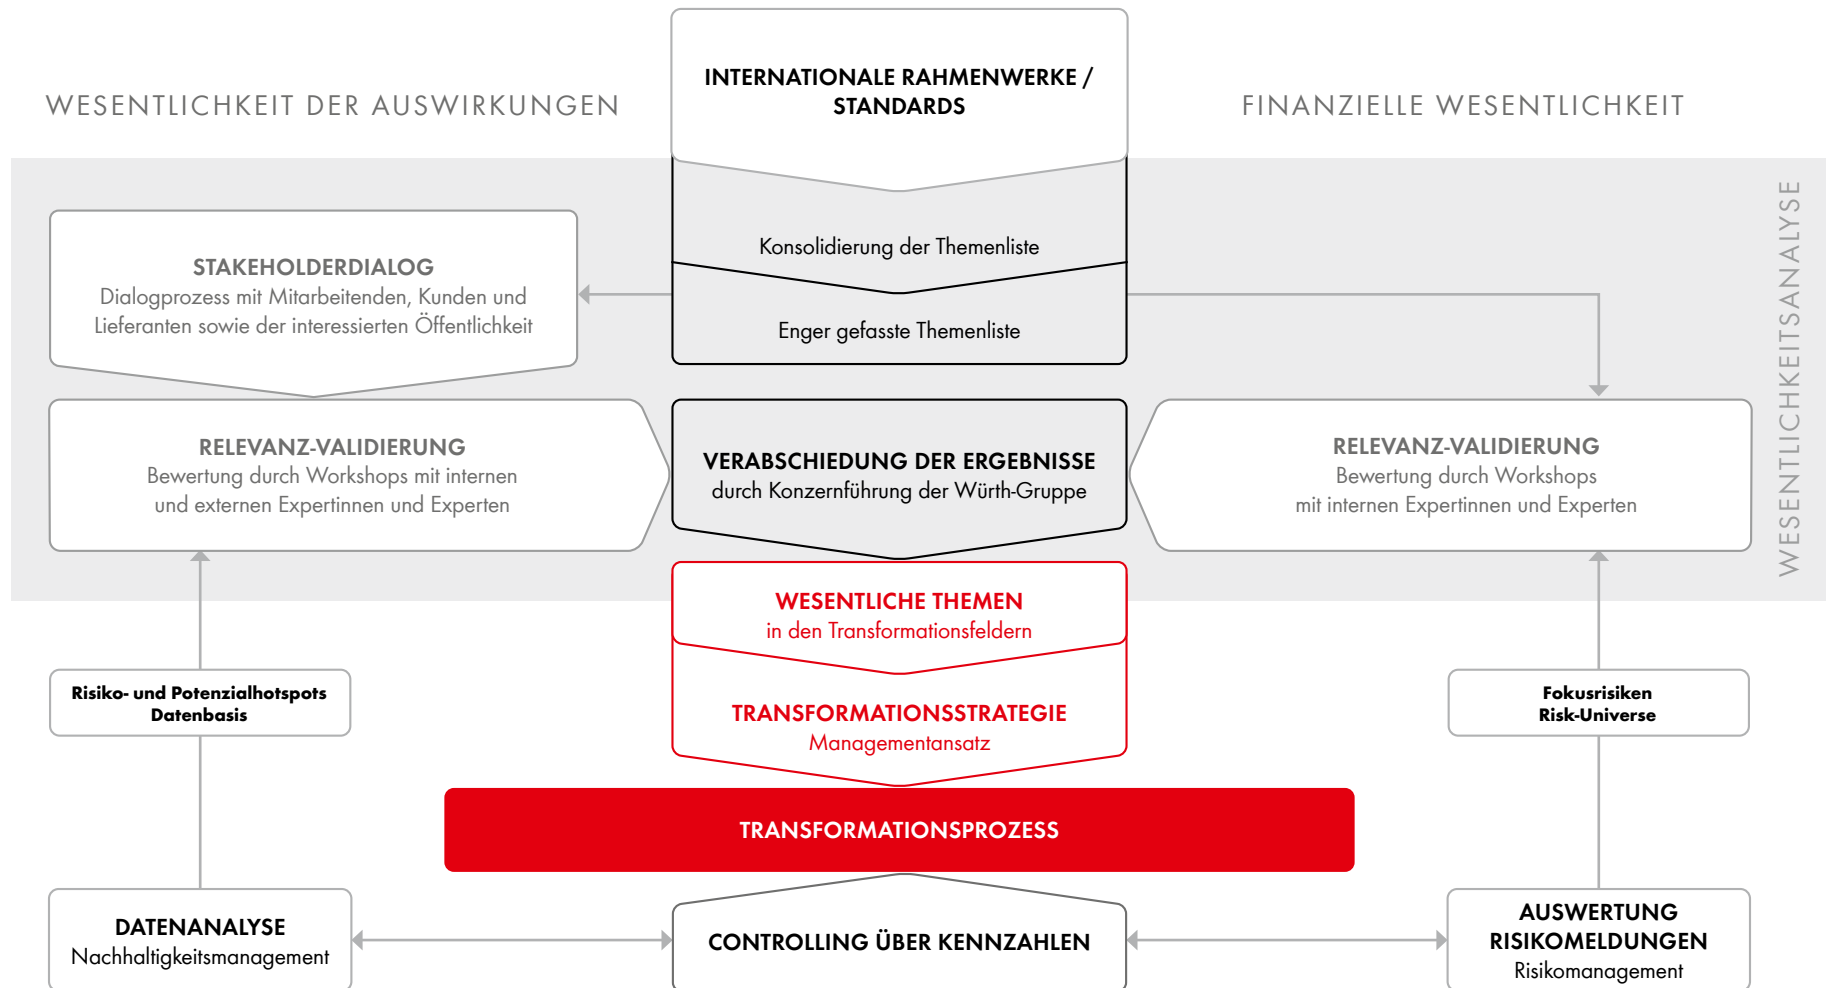 WESENTLICHKEIT DER AUSWIRKUNGEN
INTERNATIONALE RAHMENWERKE /
STANDARDS
FINANZIELLE WESENTLICHKEIT
WESENTLICHKEITSANALYSE
Konsolidierung der Themenliste
Enger gefasste Themenliste
STAKEHOLDERDIALOG
Dialogprozess mit Mitarbeitenden, Kunden und
Lieferanten sowie der interessierten Öffentlichkeit
RELEVANZ-VALIDIERUNG
Bewertung durch Workshops mit internen
und externen Expertinnen und Experten
VERABSCHIEDUNG DER ERGEBNISSE
durch Konzernführung der Würth-Gruppe
RELEVANZ-VALIDIERUNG
Bewertung durch Workshops
mit internen Expertinnen und Experten
WESENTLICHE THEMEN
in den Transformationsfeldern
Risiko- und Potenzialhotspots
Datenbasis
TRANSFORMATIONSSTRATEGIE
Managementansatz
Fokusrisiken
Risk-Universe
TRANSFORMATIONSPROZESS
DATENANALYSE
Nachhaltigkeitsmanagement
CONTROLLING ÜBER KENNZAHLEN
AUSWERTUNG
RISIKOMELDUNGEN
Risikomanagement